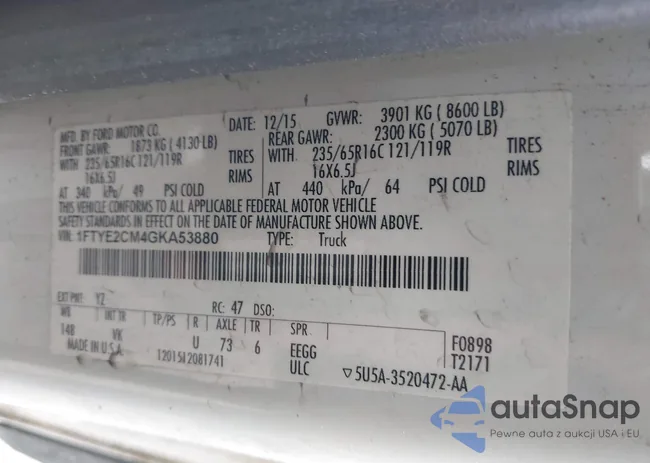 MFD. BY FORD MOTOR CO.
DATE: 12/15 GVWR: 3901 KG ( 8600 LB)
FRONT GAWR: 1873 KG ( 4130 LB)
REAR GAWR: 2300 KG ( 5070 LB)
WITH 235/65R16C 121/119R TIRES
WITH 235/65R16C 121/119R TIRES
16X6.5J RIMS
16X6.5J RIMS
AT 340 kPa/ 49 PSI COLD
AT 440 kPa/ 64 PSI COLD
THIS VEHICLE CONFORMS TO ALL APPLICABLE FEDERAL MOTOR VEHICLE
SAFETY STANDARDS IN EFFECT ON THE DATE OF MANUFACTURE SHOWN ABOVE.
VIN: 1FTYE2CM4GKA53880 TYPE: Truck
EXT PNT: YZ RC: 47 DSO:
WB INT TR TP/PS R AXLE TR SPR
148 VK U 73 6 EEGG F0898
MADE IN U.S.A. ULC T2171
12015 2081741 5U5A-3520472-AA
autaSnap
Pewne auta z aukcji USA i EU